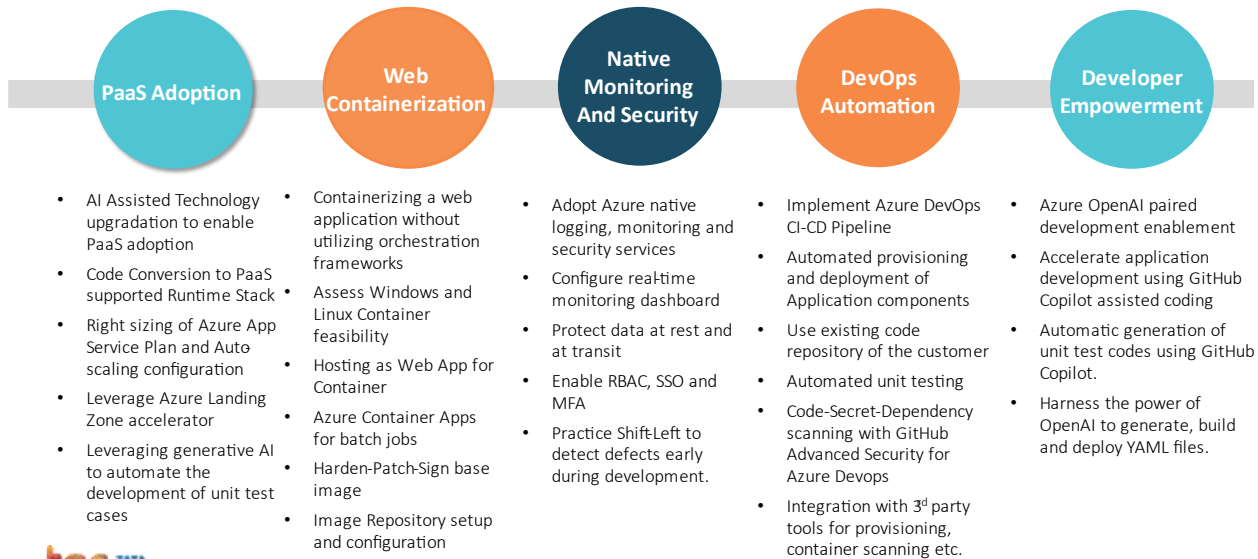 PaaS Adoption
AI Assisted Technology
upgradation to enable
PaaS adoption
Code Conversion to PaaS
supported Runtime Stack
Right sizing of Azure App
Service Plan and Auto-
scaling configuration
Leverage Azure Landing
Zone accelerator
Leveraging generative AI
to automate the
development of unit test
cases
Web
Containerization
Containerizing a web
application without
utilizing orchestration
frameworks
Assess Windows and
Linux Container
feasibility
Hosting as Web App for
Container
Azure Container Apps
for batch jobs
Harden-Patch-Sign base
image
Image Repository setup
and configuration
Native
Monitoring
And Security
Adopt Azure native
logging, monitoring and
security services
Configure real-time
monitoring dashboard
Protect data at rest and
at transit
Enable RBAC, SSO and
MFA
Practice Shift-Left to
detect defects early
during development.
DevOps
Automation
Implement Azure DevOps
CI-CD Pipeline
Automated provisioning
and deployment of
Application components
Use existing code
repository of the customer
Automated unit testing
Code-Secret-Dependency
scanning with GitHub
Advanced Security for
Azure Devops
Integration with 3rd party
tools for provisioning,
container scanning etc.
Developer
Empowerment
Azure OpenAI paired
development enablement
Accelerate application
development using GitHub
Copilot assisted coding
Automatic generation of
unit test codes using GitHub
Copilot.
Harness the power of
OpenAI to generate, build
and deploy YAML files.